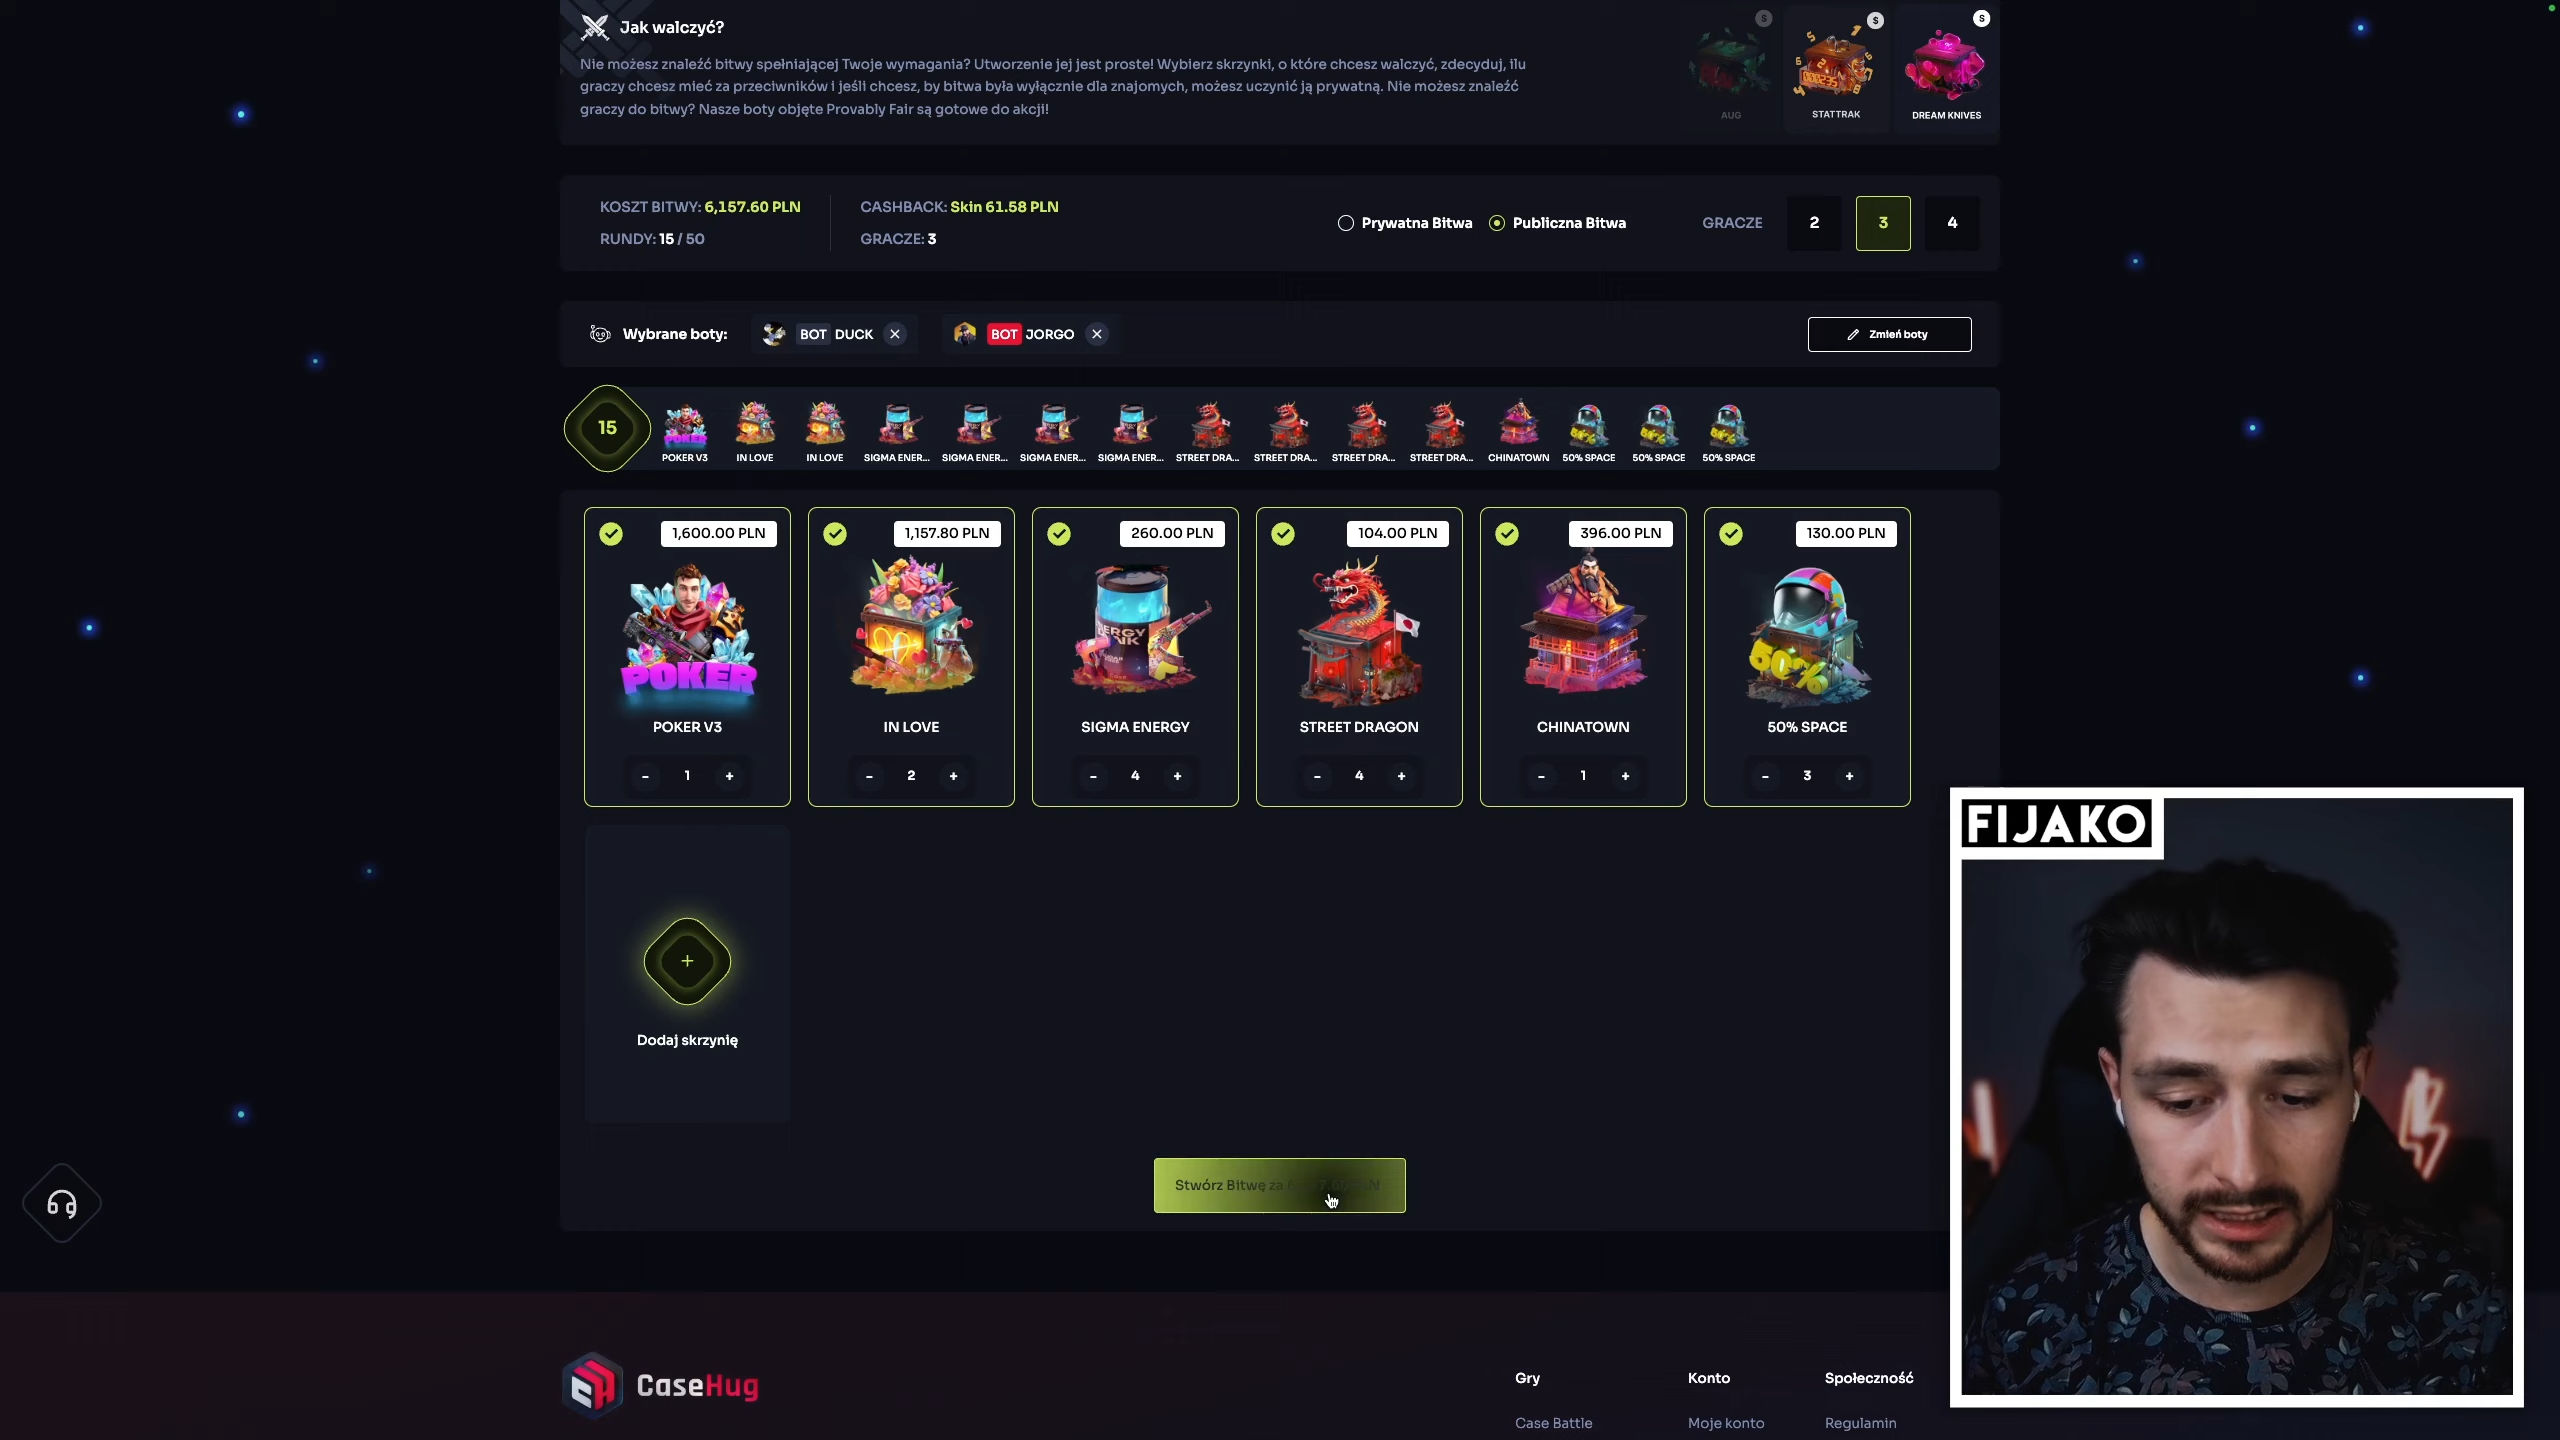 Jak walczyć?
Nie możesz znaleźć bitwy spełniającej Twoje wymagania? Utworzenie jej jest proste! Wybierz skrzynki, o które chcesz walczyć, zdecyduj, ilu
graczy chcesz mieć za przeciwników i jeśli chcesz, by bitwa była wyłącznie dla znajomych, możesz uczynić ją prywatną. Nie możesz znaleźć
graczy do bitwy? Nasze boty objęte Provably Fair są gotowe do akcji!
AUG
STATTRAK
DREAM KNIVES
KOSZT BITWY: 6,157.60 PLN
RUNDY: 15 / 50
CASHBACK: Skin 61.58 PLN
GRACZE: 3
Prywatna Bitwa
Publiczna Bitwa
GRACZE
2
3
4
Wybrane boty:
BOT DUCK
BOT JORGO
Zmień boty
15
POKER V3
IN LOVE
IN LOVE
SIGMA ENER...
SIGMA ENER...
SIGMA ENER...
SIGMA ENER...
STREET DRA...
STREET DRA...
STREET DRA...
STREET DRA...
CHINATOWN
50% SPACE
50% SPACE
50% SPACE
1,600.00 PLN
POKER
POKER V3
- 1 +
1,157.80 PLN
IN LOVE
- 2 +
260.00 PLN
SIGMA ENERGY
- 4 +
104.00 PLN
STREET DRAGON
- 4 +
396.00 PLN
CHINATOWN
- 1 +
130.00 PLN
50%
50% SPACE
- 3 +
FIJAKO
+
Dodaj skrzynię
Stwórz Bitwę za
CaseHug
Gry
Case Battle
Konto
Moje konto
Społeczność
Regulamin